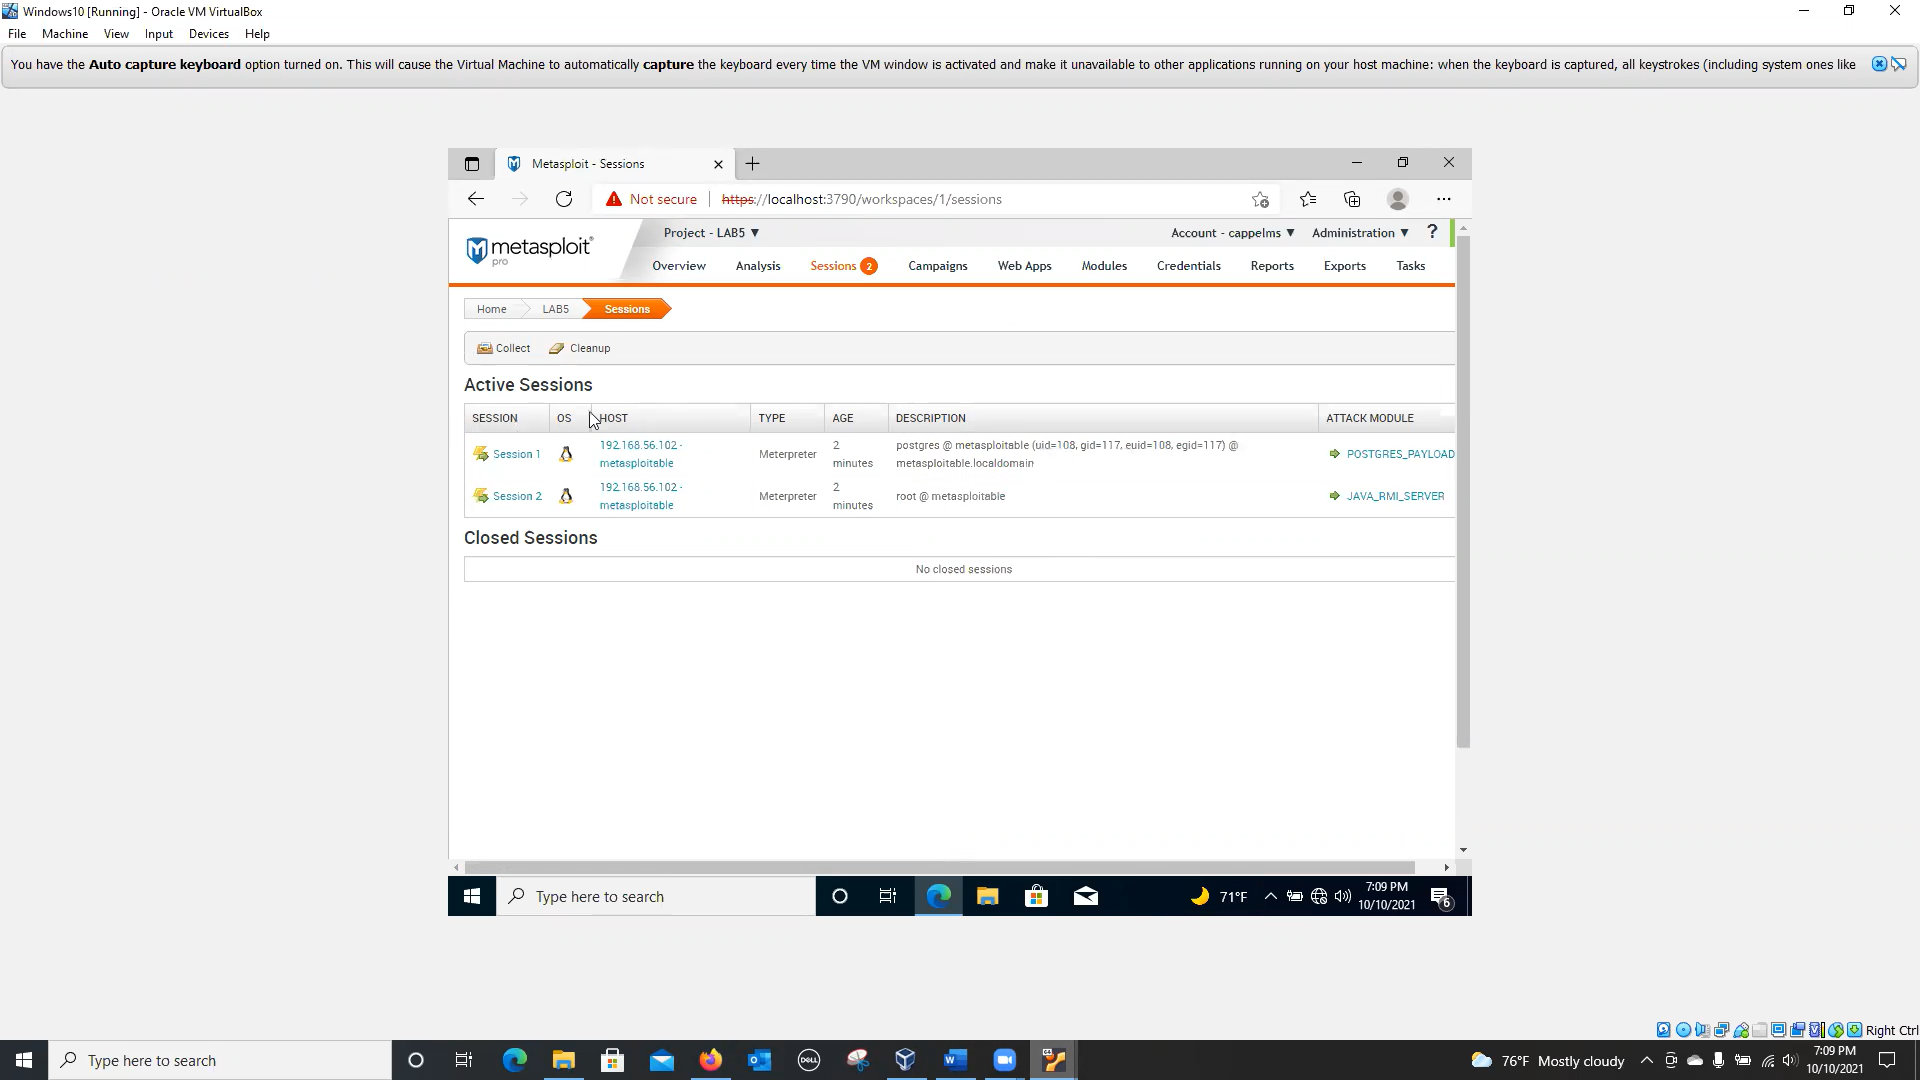 Windows10 [Running] - Oracle VM VirtualBox
File Machine View Input Devices Help
You have the Auto capture keyboard option turned on. This will cause the Virtual Machine to automatically capture the keyboard every time the VM window is activated and make it unavailable to other applications running on your host machine: when the keyboard is captured, all keystrokes (including system ones like
Metasploit - Sessions
Not secure https://localhost:3790/workspaces/1/sessions
metasploit®
pro
Project - LAB5 ▼ Account - cappelms ▼ Administration ▼ ?
Overview Analysis Sessions 2 Campaigns Web Apps Modules Credentials Reports Exports Tasks
Home LAB5 Sessions
Collect Cleanup
Active Sessions
SESSION OS HOST TYPE AGE DESCRIPTION ATTACK MODULE
Session 1 192.168.56.102 - metasploitable Meterpreter 2 minutes postgres @ metasploitable (uid=108, gid=117, euid=108, egid=117) @ metasploitable.localdomain POSTGRES_PAYLOAD
Session 2 192.168.56.102 - metasploitable Meterpreter 2 minutes root @ metasploitable JAVA_RMI_SERVER
Closed Sessions
No closed sessions
Type here to search 71°F 7:09 PM
10/10/2021 6
Right Ctrl
Type here to search DELL 76°F Mostly cloudy 7:09 PM
10/10/2021